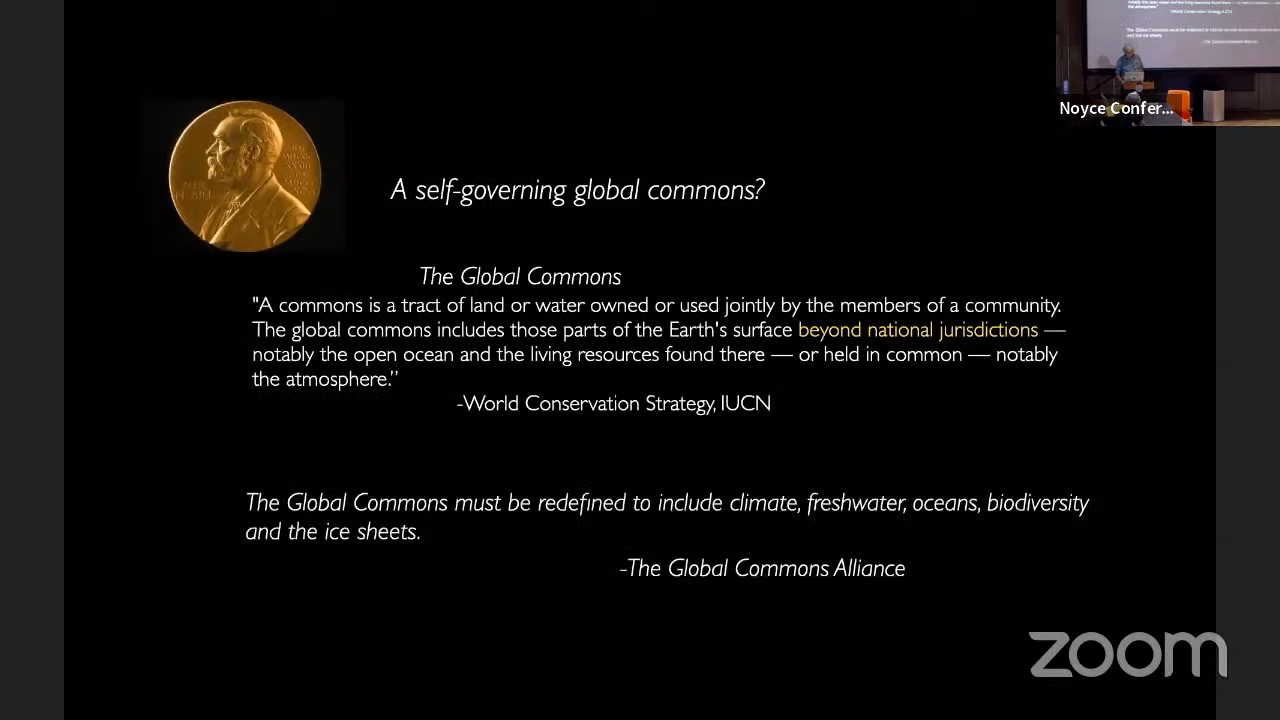 Noyce Confer...
A self-governing global commons?
The Global Commons
"A commons is a tract of land or water owned or used jointly by the members of a community.
The global commons includes those parts of the Earth's surface beyond national jurisdictions —
notably the open ocean and the living resources found there — or held in common — notably
the atmosphere.”
-World Conservation Strategy, IUCN
The Global Commons must be redefined to include climate, freshwater, oceans, biodiversity
and the ice sheets.
-The Global Commons Alliance
zoom